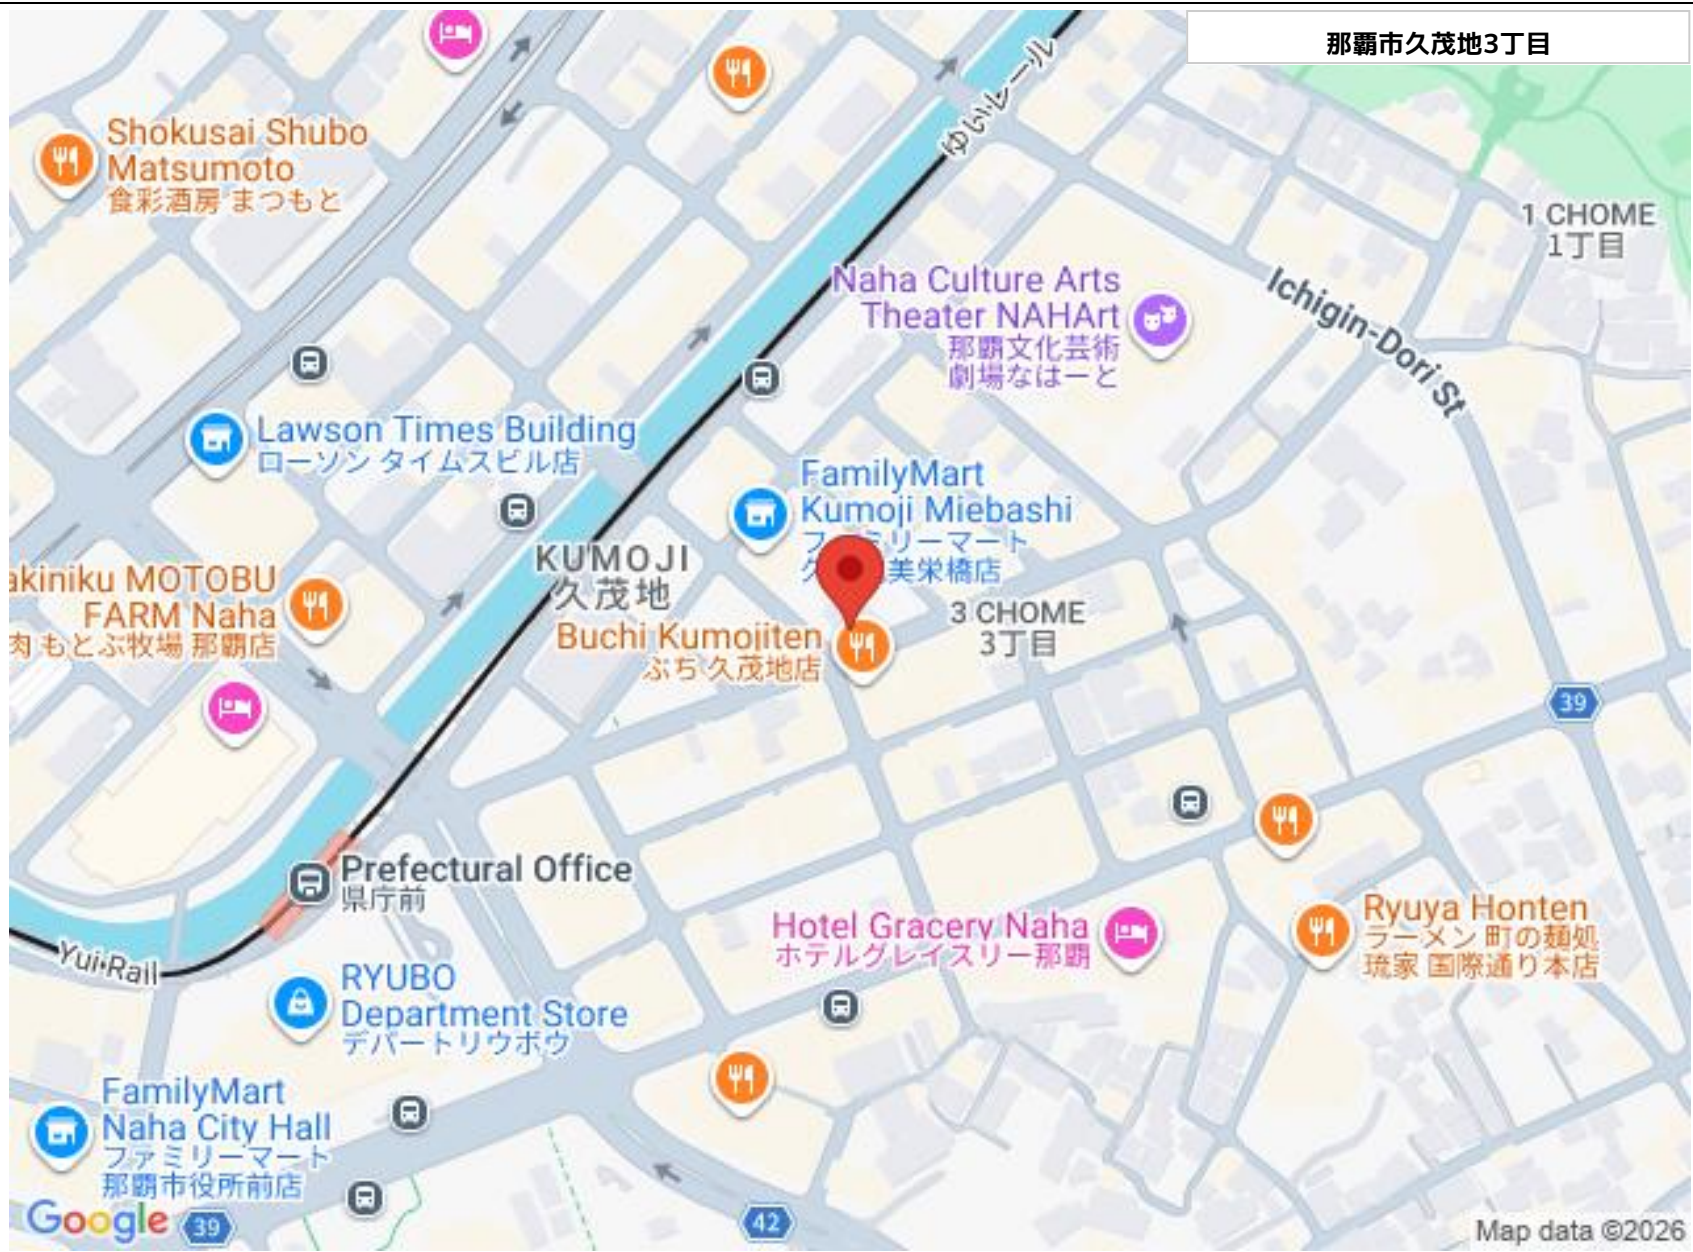 那覇市久茂地3丁目
ゆいレール
Shokusai Shubo
Matsumoto
食彩酒房 まつもと
1 CHOME
1丁目
Naha Culture Arts
Theater NAHArt
那覇文化芸術
劇場なはーと
Ichigin-Dori St
Lawson Times Building
ローソン タイムスビル店
FamilyMart
Kumoji Miebashi
ファミリーマート
美栄橋店
KUMOJI
久茂地
akiniku MOTOBU
FARM Naha
肉 もとぶ牧場 那覇店
Buchi Kumojiten
ぶち 久茂地店
3 CHOME
3丁目
39
Prefectural Office
県庁前
Hotel Gracery Naha
ホテルグレイスリー那覇
Ryuya Honten
ラーメン 町の麺処
琉家 国際通り本店
Yui Rail
RYUBO
Department Store
デパートリウボウ
FamilyMart
Naha City Hall
ファミリーマート
那覇市役所前店
Google
39
42
Map data ©2026